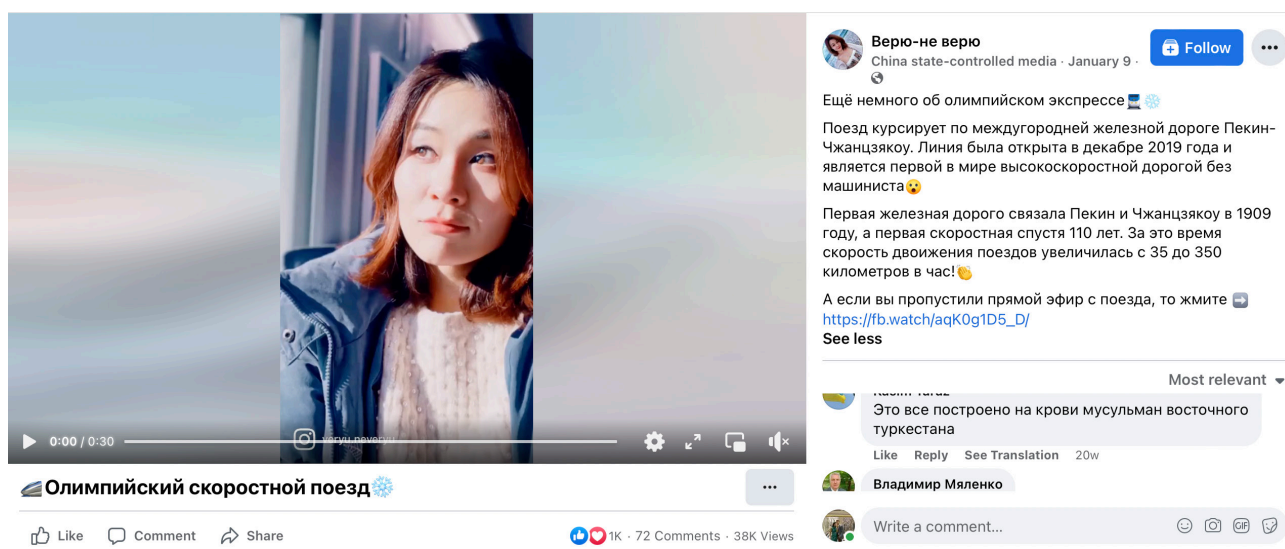 Верю-не верю
China state-controlled media · January 9 ·
Follow
Ещё немного об олимпийском экспрессе
Поезд курсирует по междугородней железной дороге Пекин-
Чжанцзякоу. Линия была открыта в декабре 2019 года и
является первой в мире высокоскоростной дорогой без
машиниста
Первая железная дорого связала Пекин и Чжанцзякоу в 1909
году, а первая скоростная спустя 110 лет. За это время
скорость двоижения поездов увеличилась с 35 до 350
километров в час!
А если вы пропустили прямой эфир с поезда, то жмите
https://fb.watch/aqK0g1D5_D/
See less
Most relevant
Это все построено на крови мусульман восточного
туркестана
Like Reply See Translation 20w
Владимир Мяленко
Write a comment...
GIF
0:00 / 0:30
Олимпийский скоростной поезд
Like Comment Share
1K · 72 Comments · 38K Views